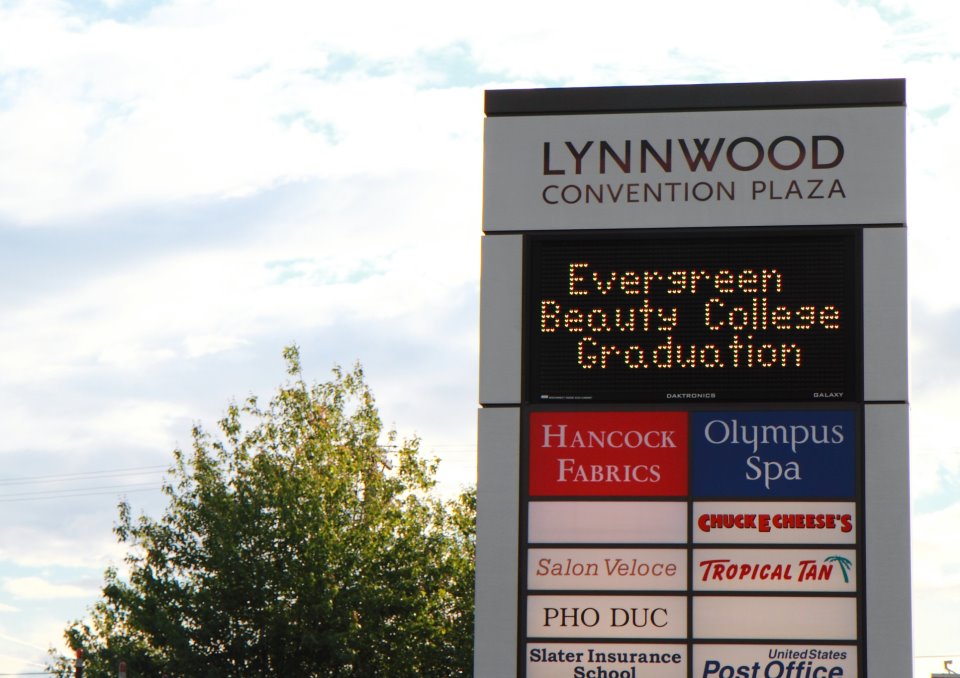 LYNNWOOD
CONVENTION PLAZA
Evergreen
Beauty College
Graduation
DAKTRONICS
GALAXY
HANCOCK
FABRICS
Olympus
Spa
CHUCK E CHEESE'S
Salon Veloce
TROPICAL TAN
PHO DUC
Slater Insurance
School
United States
Post Office